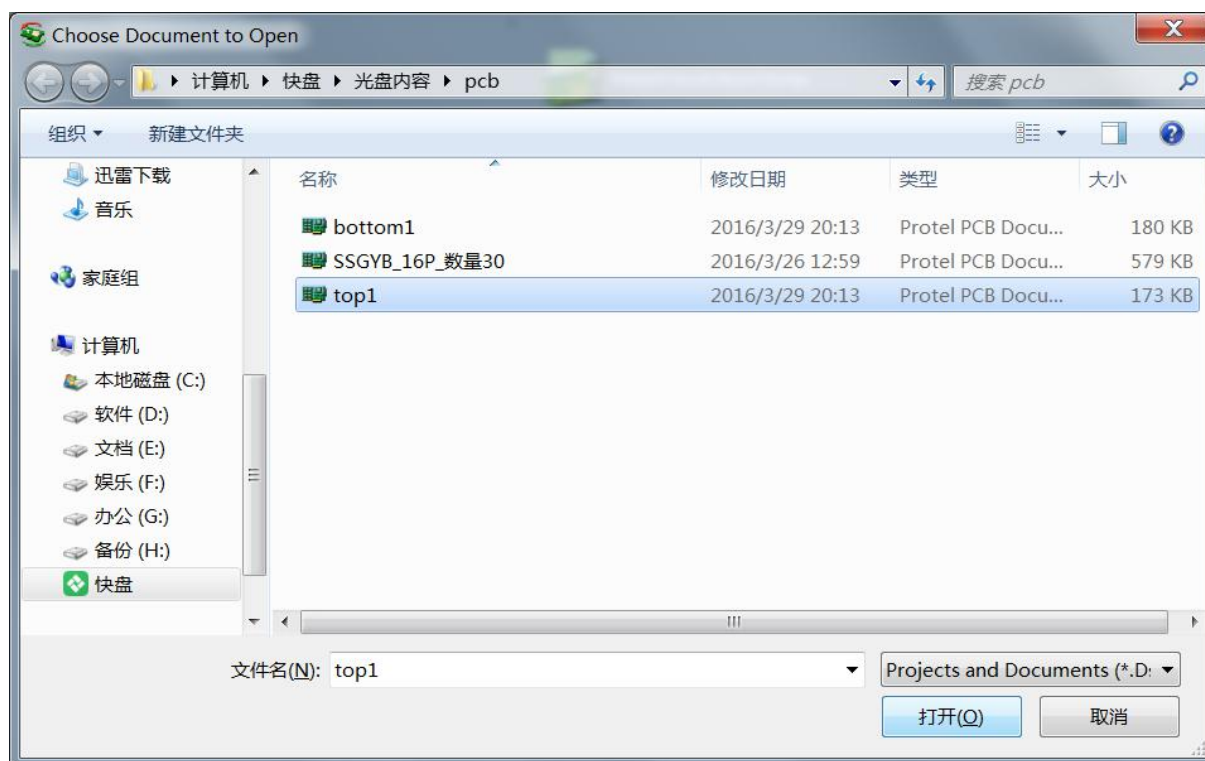 Choose Document to Open
计算机 快盘 光盘内容 pcb
搜索 pcb
组织 新建文件夹
迅雷下载
音乐
家庭组
计算机
本地磁盘 (C:)
软件 (D:)
文档 (E:)
娱乐 (F:)
办公 (G:)
备份 (H:)
快盘
名称 修改日期 类型 大小
bottom1 2016/3/29 20:13 Protel PCB Docu... 180 KB
SSGYB_16P_数量30 2016/3/26 12:59 Protel PCB Docu... 579 KB
top1 2016/3/29 20:13 Protel PCB Docu... 173 KB
文件名(N): top1 Projects and Documents (*.D:
打开(O) 取消